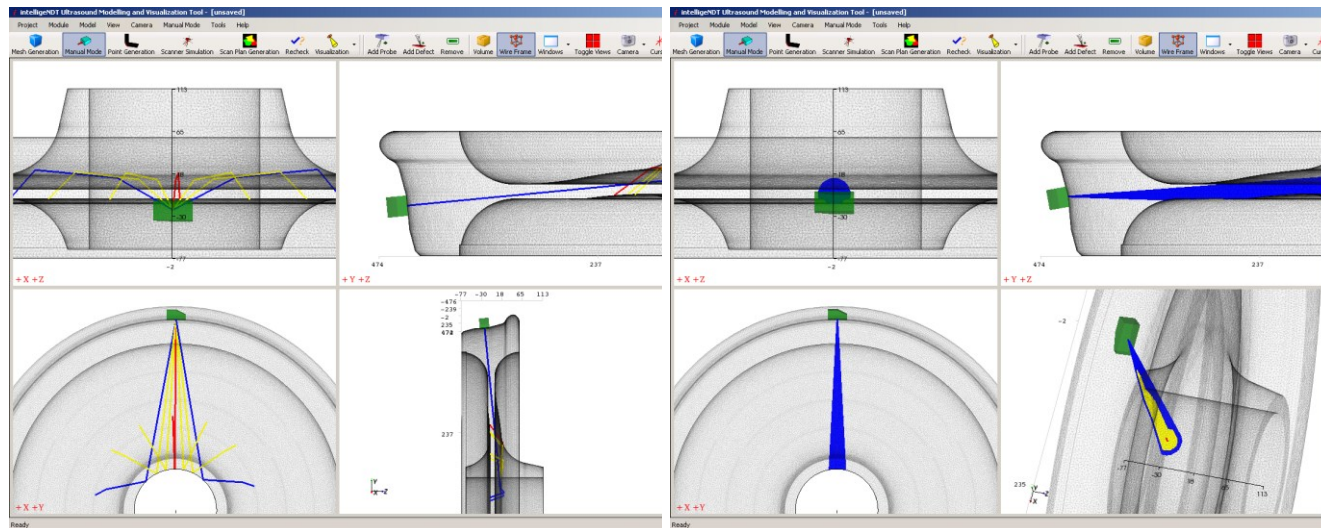 intelligeNDT Ultrasound Modelling and Visualization Tool - [unsaved]
Project Module Model View Camera Manual Mode Tools Help
Mesh Generation Manual Mode Point Generation Scanner Simulation Scan Plan Generation Recheck Visualization Add Probe Add Defect Remove Volume Wire Frame Windows Toggle Views Camera
113
65
18
-30
-77
-2
+X +Z
474
237
+Y +Z
+X +Y
-77 -30 18 65 113
-476
-239
-2
235
237
Y
X Z
Ready
intelligeNDT Ultrasound Modelling and Visualization Tool - [unsaved]
Project Module Model View Camera Manual Mode Tools Help
Mesh Generation Manual Mode Point Generation Scanner Simulation Scan Plan Generation Recheck Visualization Add Probe Add Defect Remove Volume Wire Frame Windows Toggle Views Camera
113
65
18
-30
-77
-2
+X +Z
474
237
+Y +Z
+X +Y
-2
-77
-30
65
113
235
Y
X Z
Ready